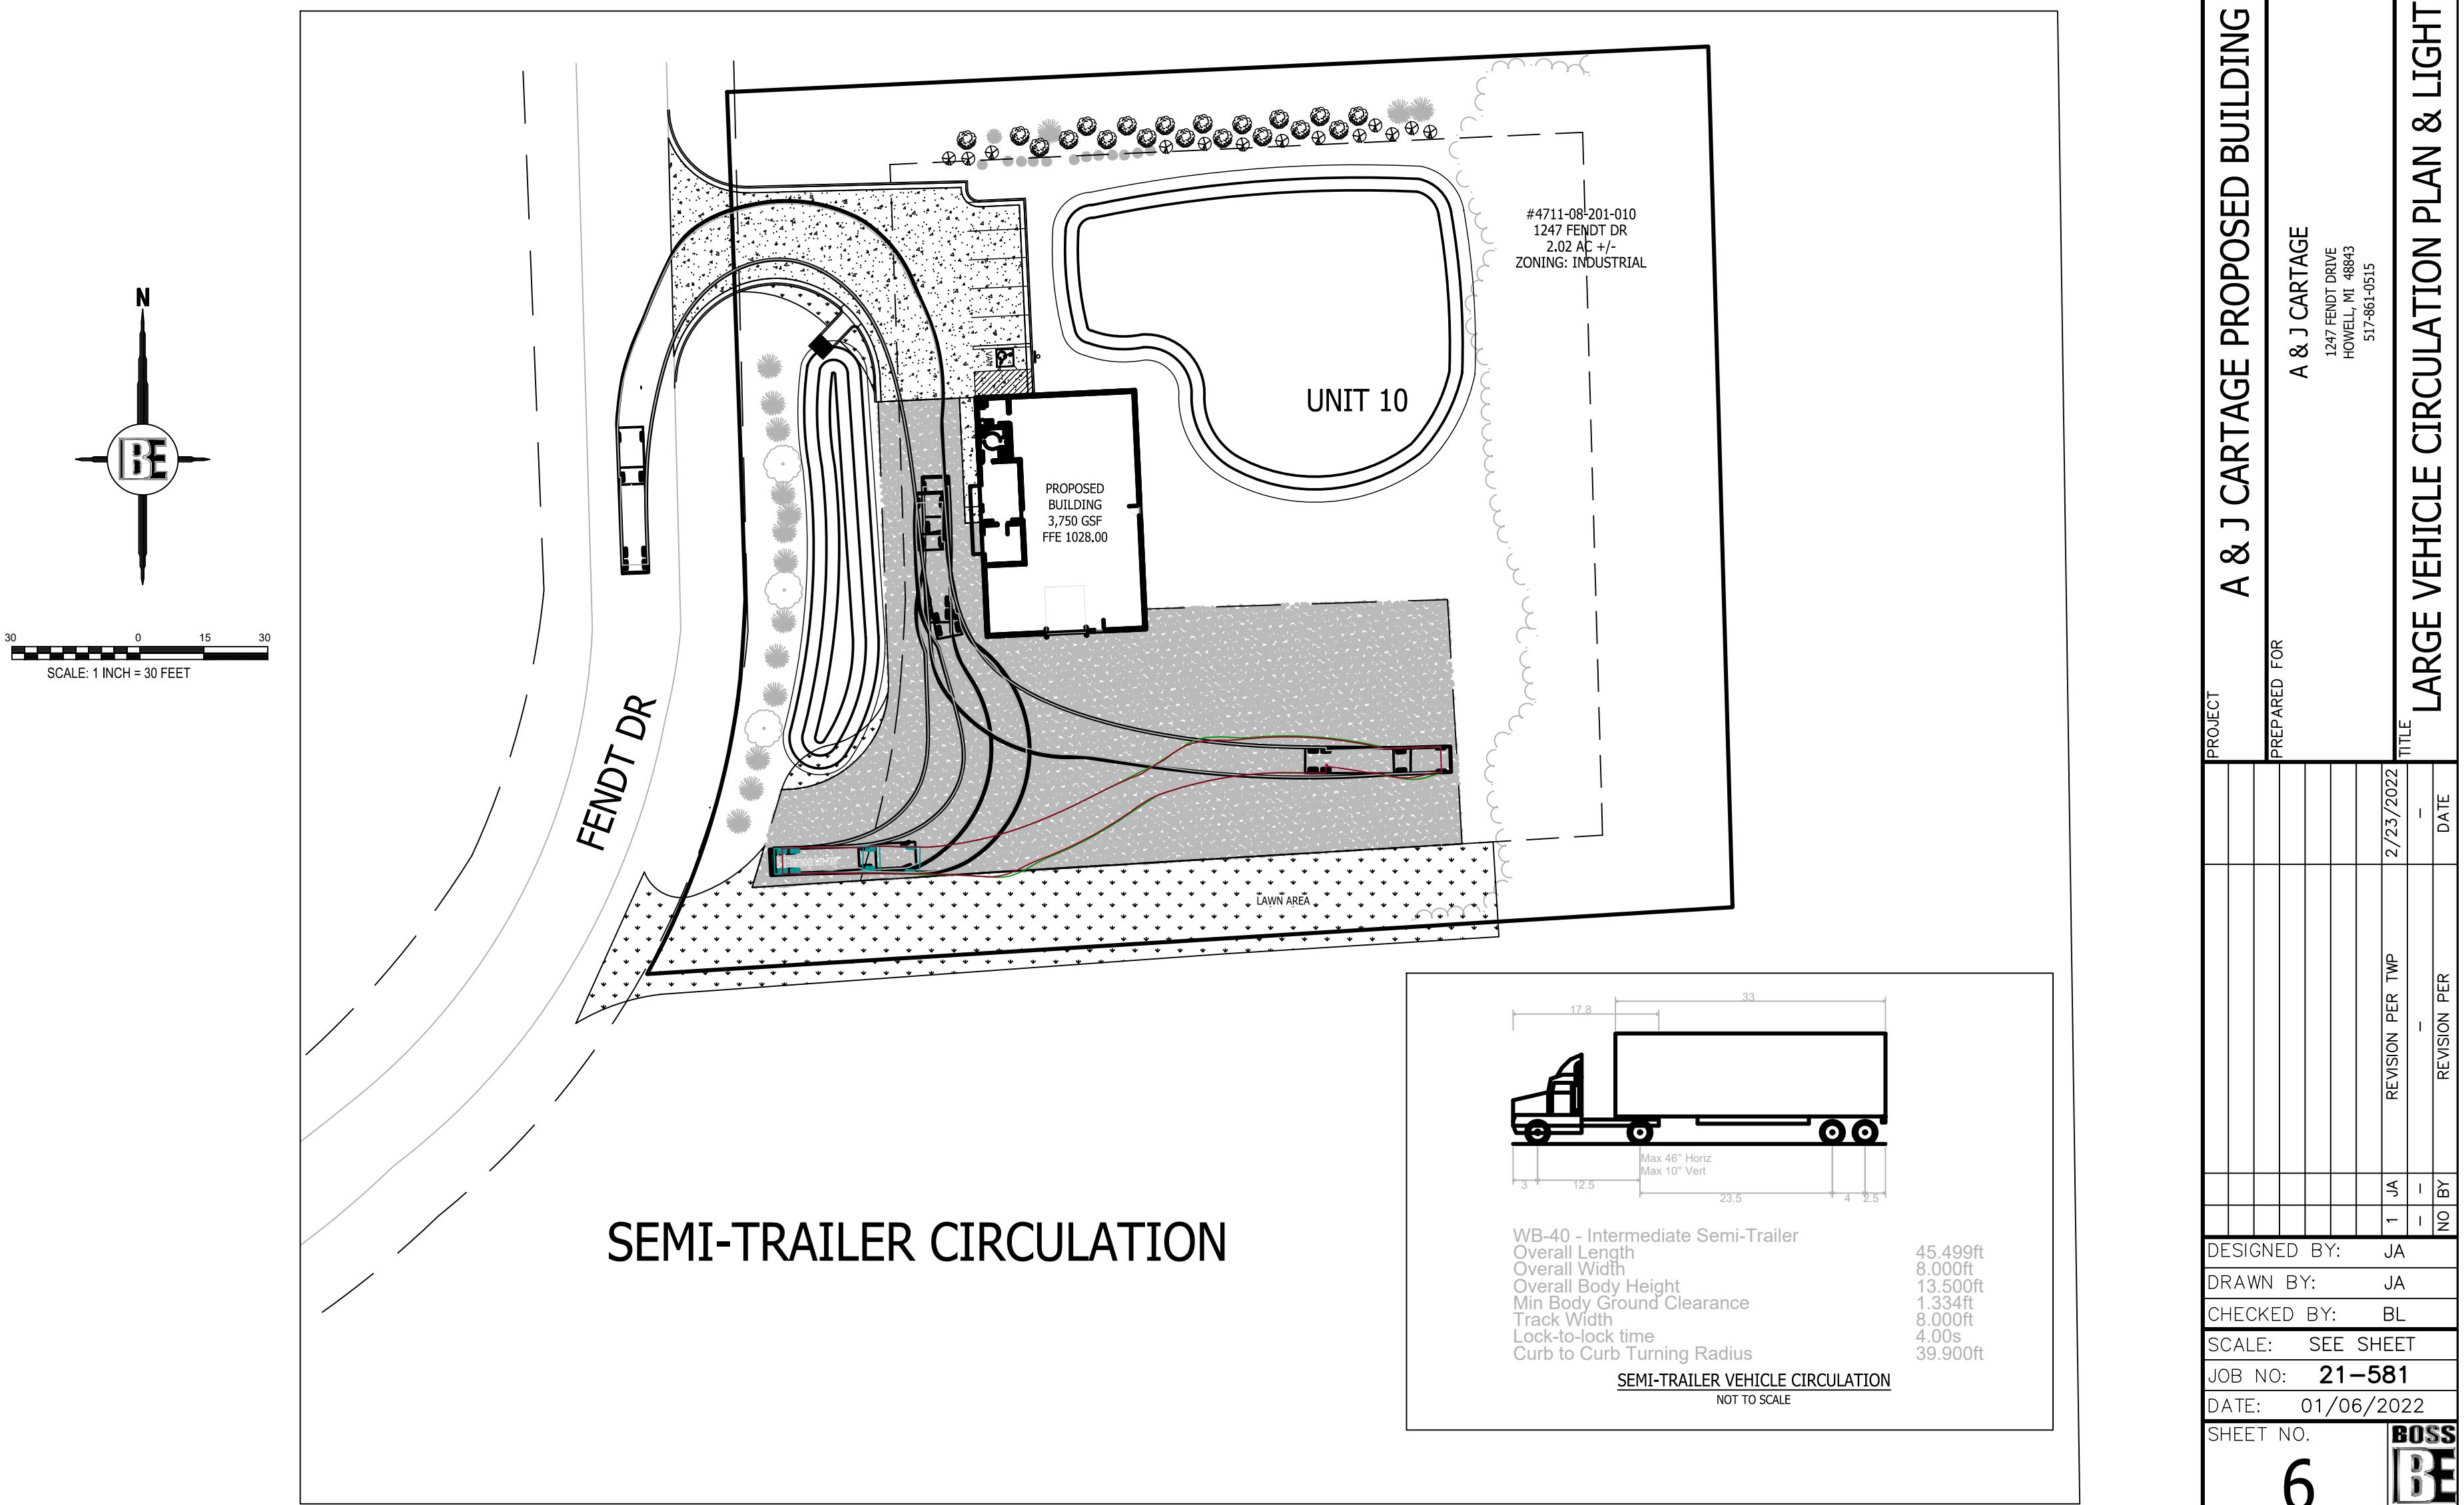 N
BE
30 0 15 30
SCALE: 1 INCH = 30 FEET
#4711-08-201-010
1247 FENDT DR
2.02 AC +/-
ZONING: INDUSTRIAL
VAN
UNIT 10
PROPOSED
BUILDING
3,750 GSF
FFE 1028.00
FENDT DR
Intermediate Semi-Trailer
LAWN AREA
SEMI-TRAILER CIRCULATION
33
17.8
Max 46° Horiz
Max 10° Vert
3 12.5 23.5 4 2.5
WB-40 - Intermediate Semi-Trailer
Overall Length 45.499ft
Overall Width 8.000ft
Overall Body Height 13.500ft
Min Body Ground Clearance 1.334ft
Track Width 8.000ft
Lock-to-lock time 4.00s
Curb to Curb Turning Radius 39.900ft
SEMI-TRAILER VEHICLE CIRCULATION
NOT TO SCALE
PROJECT
A & J CARTAGE PROPOSED BUILDING
PREPARED FOR
A & J CARTAGE
1247 FENDT DRIVE
HOWELL, MI 48843
517-861-0515
TITLE
LARGE VEHICLE CIRCULATION PLAN & LIGHT
1 JA REVISION PER TWP 2/23/2022
- - - -
NO BY REVISION PER DATE
DESIGNED BY: JA
DRAWN BY: JA
CHECKED BY: BL
SCALE: SEE SHEET
JOB NO: 21-581
DATE: 01/06/2022
SHEET NO.
6
BOSS
BE